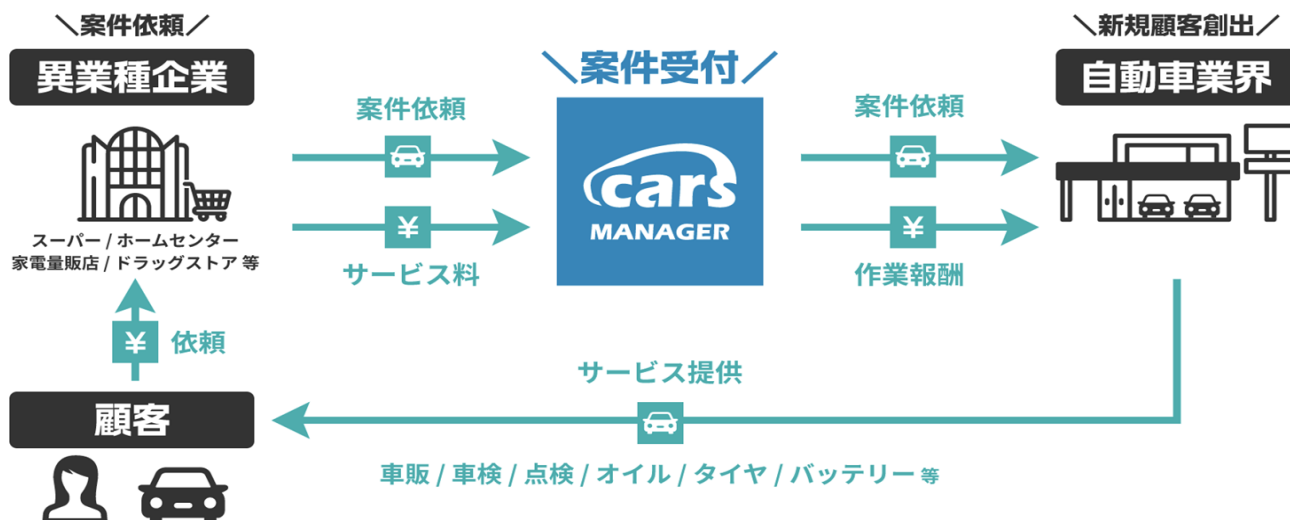 ＼案件依頼／
異業種企業
スーパー / ホームセンター
家電量販店 / ドラッグストア 等
¥ 依頼
顧客
案件依頼
¥
サービス料
＼案件受付／
cars
MANAGER
案件依頼
¥
作業報酬
＼新規顧客創出／
自動車業界
サービス提供
車販 / 車検 / 点検 / オイル / タイヤ / バッテリー 等